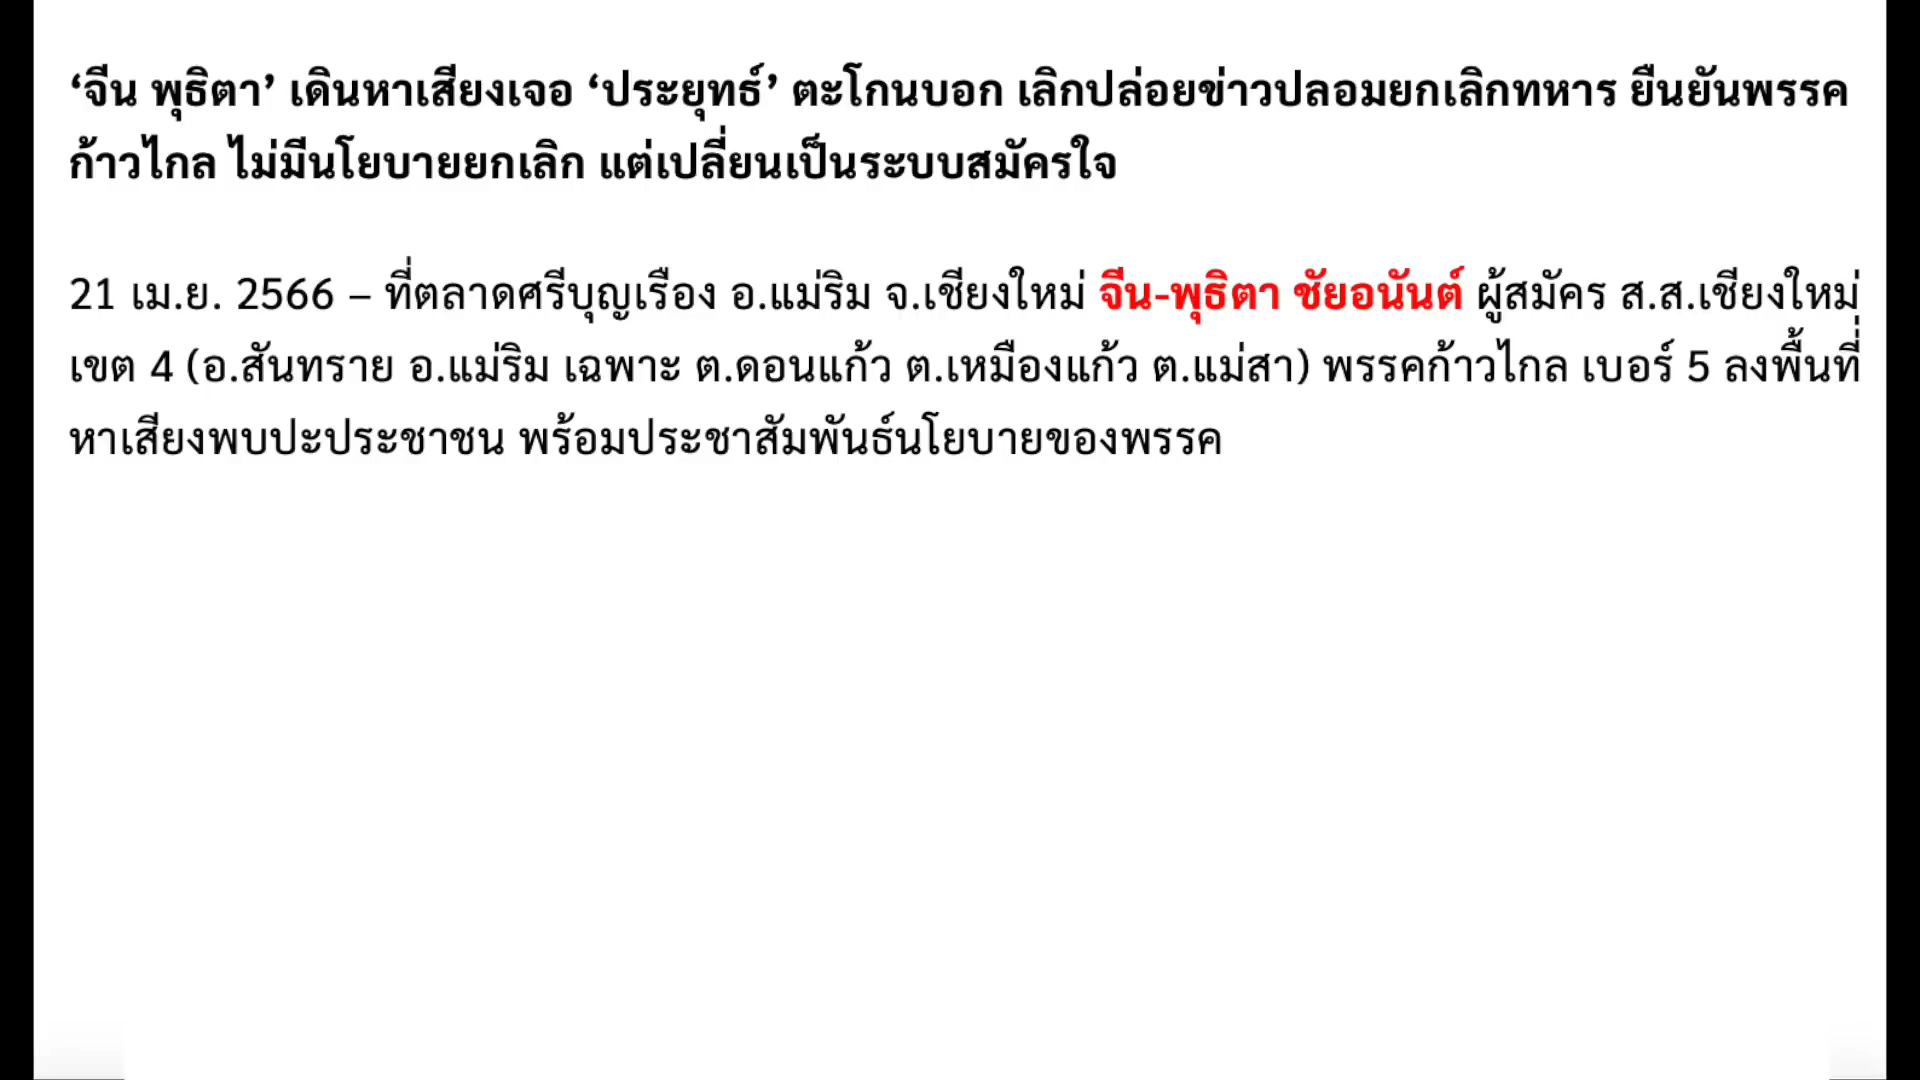 ‘จีน พุธิตา’ เดินหาเสียงเจอ ‘ประยุทธ์’ ตะโกนบอก เลิกปล่อยข่าวปลอมยกเลิกทหาร ยืนยันพรรค
ก้าวไกล ไม่มีนโยบายยกเลิก แต่เปลี่ยนเป็นระบบสมัครใจ
21 เม.ย. 2566 – ที่ตลาดศรีบุญเรือง อ.แม่ริม จ.เชียงใหม่ จีน-พุธิตา ชัยอนันต์ ผู้สมัคร ส.ส.เชียงใหม่
เขต 4 (อ.สันทราย อ.แม่ริม เฉพาะ ต.ดอนแก้ว ต.เหมืองแก้ว ต.แม่สา) พรรคก้าวไกล เบอร์ 5 ลงพื้นที่
หาเสียงพบปะประชาชน พร้อมประชาสัมพันธ์นโยบายของพรรค